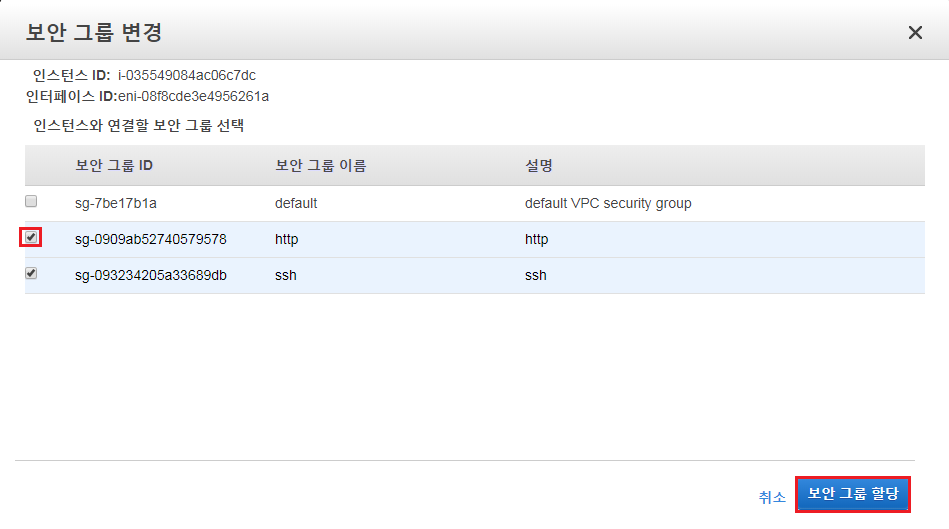 보안 그룹 변경
인스턴스 ID: i-035549084ac06c7dc
인터페이스 ID:eni-08f8cde3e4956261a
인스턴스와 연결할 보안 그룹 선택
보안 그룹 ID 보안 그룹 이름 설명
sg-7be17b1a default default VPC security group
sg-0909ab52740579578 http http
sg-093234205a33689db ssh ssh
취소 보안 그룹 할당